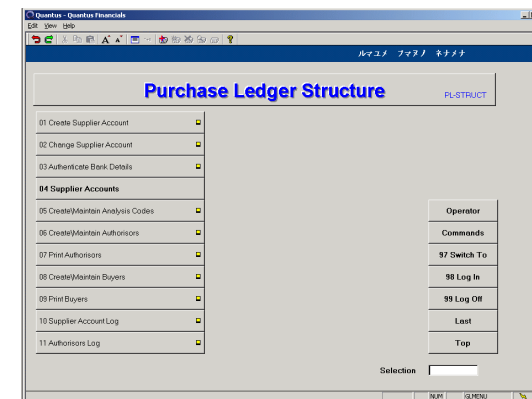 Quantus - Quantus Financials
Edit View Help
ルマユメ フママノ ネナメナ
Purchase Ledger Structure
PL-STRUCT
01 Create Supplier Account
02 Change Supplier Account
03 Authenticate Bank Details
04 Supplier Accounts
05 Create\Maintain Analysis Codes
Operator
06 Create\Maintain Authorisors
Commands
07 Print Authorisors
97 Switch To
08 Create\Maintain Buyers
98 Log In
09 Print Buyers
99 Log Off
10 Supplier Account Log
Last
11 Authorisors Log
Top
Selection
NUM
GLMENU